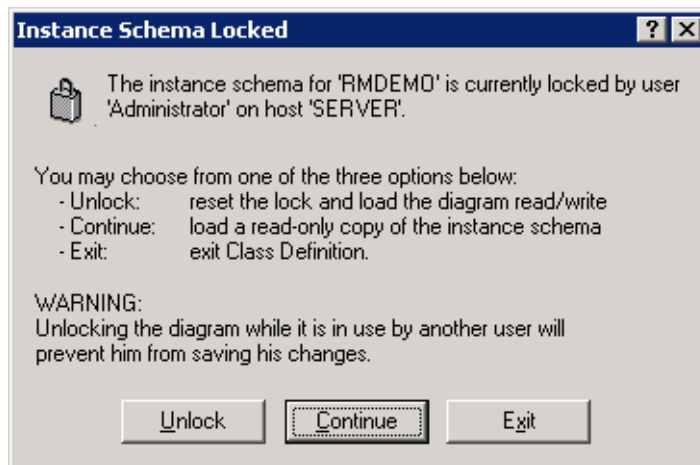 Instance Schema Locked
The instance schema for 'RMDEMO' is currently locked by user
'Administrator' on host 'SERVER'.
You may choose from one of the three options below:
- Unlock: reset the lock and load the diagram read/write
- Continue: load a read-only copy of the instance schema
- Exit: exit Class Definition.
WARNING:
Unlocking the diagram while it is in use by another user will
prevent him from saving his changes.
Unlock Continue Exit